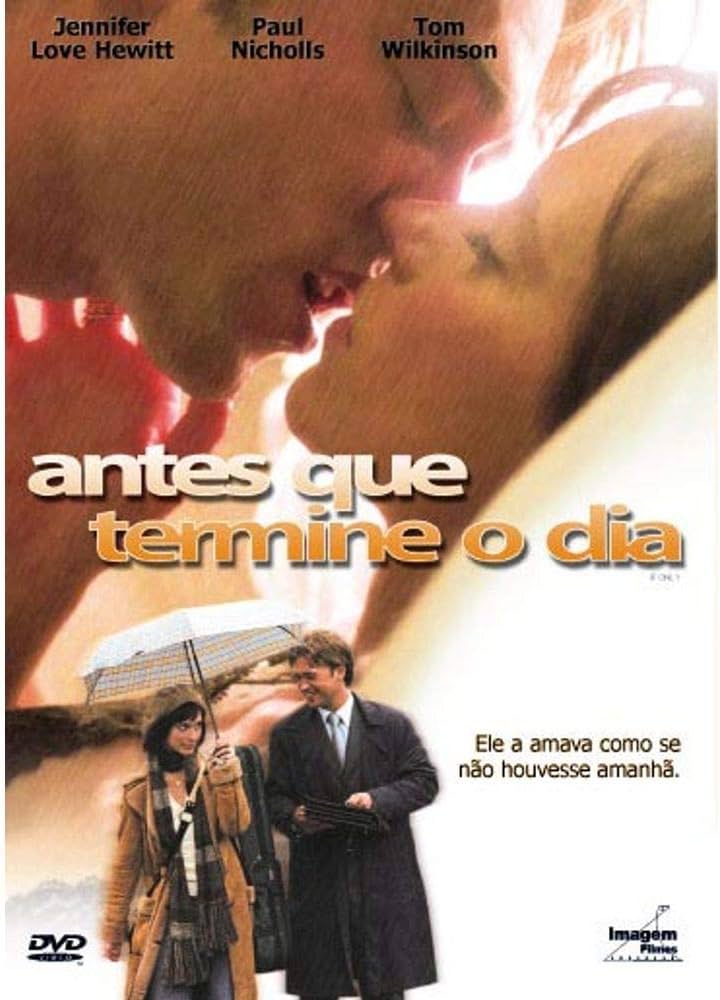 Jennifer
Love Hewitt
Paul
Nicholls
Tom
Wilkinson
antes que
termine o dia
IF ONLY
Ele a amava como se
não houvesse amanhã.
DVD
VIDEO
Imagem
Filmes